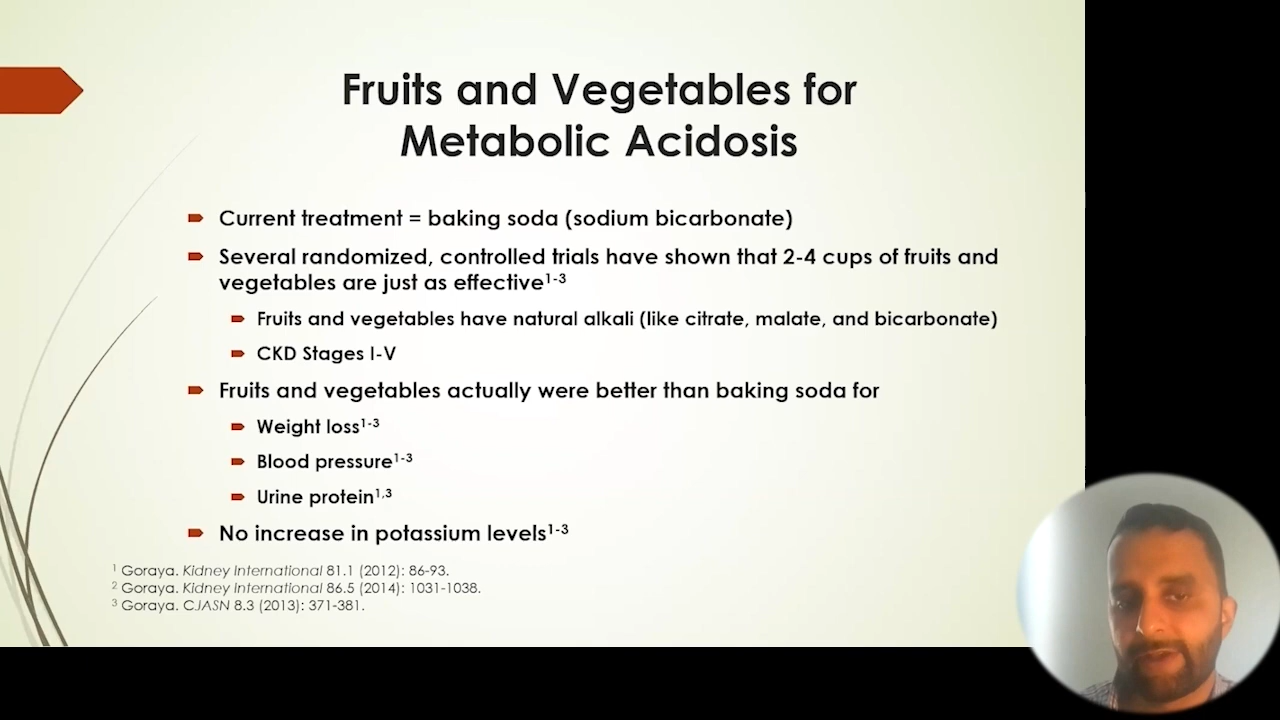 Fruits and Vegetables for
Metabolic Acidosis
Current treatment = baking soda (sodium bicarbonate)
Several randomized, controlled trials have shown that 2-4 cups of fruits and
vegetables are just as effective1-3
Fruits and vegetables have natural alkali (like citrate, malate, and bicarbonate)
CKD Stages I-V
Fruits and vegetables actually were better than baking soda for
Weight loss1-3
Blood pressure1-3
Urine protein1,3
No increase in potassium levels1-3
1 Goraya. Kidney International 81.1 (2012): 86-93.
2 Goraya. Kidney International 86.5 (2014): 1031-1038.
3 Goraya. CJASN 8.3 (2013): 371-381.